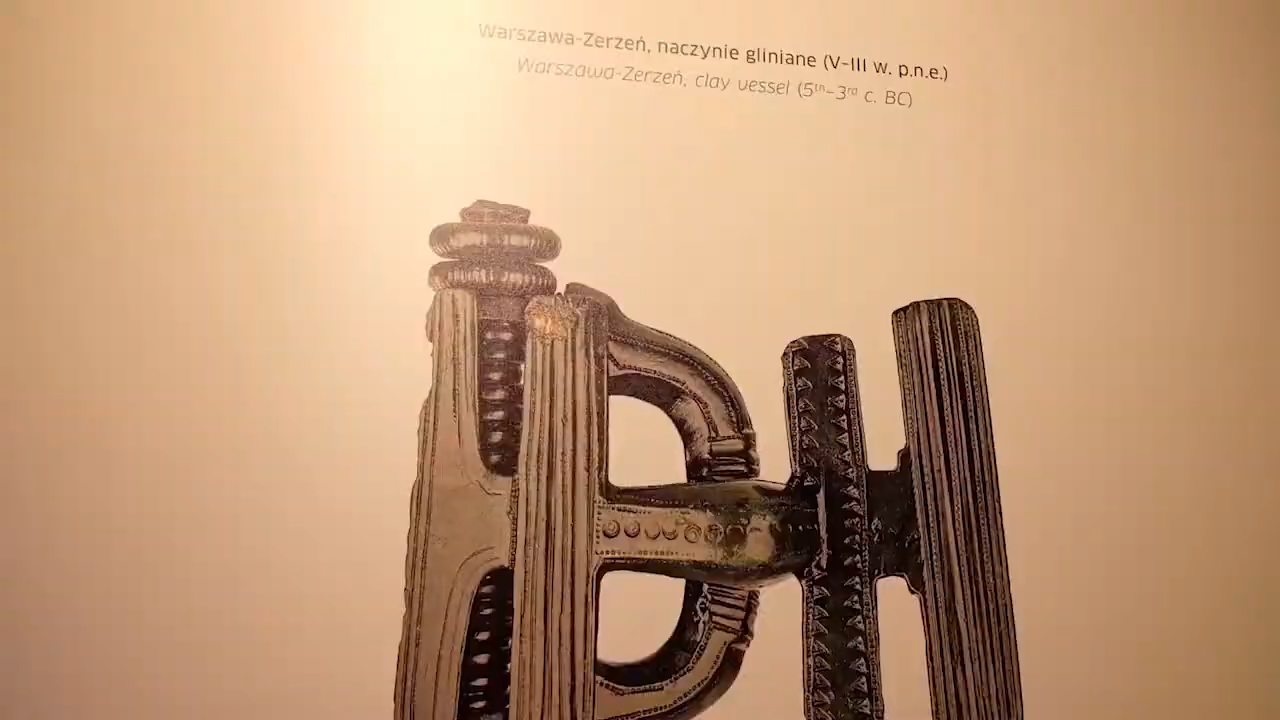 Warszawa-Zerzeń, naczynie gliniane (V-III w. p.n.e.)
Warszawa-Zerzeń, clay vessel (5th-3rd c. BC)